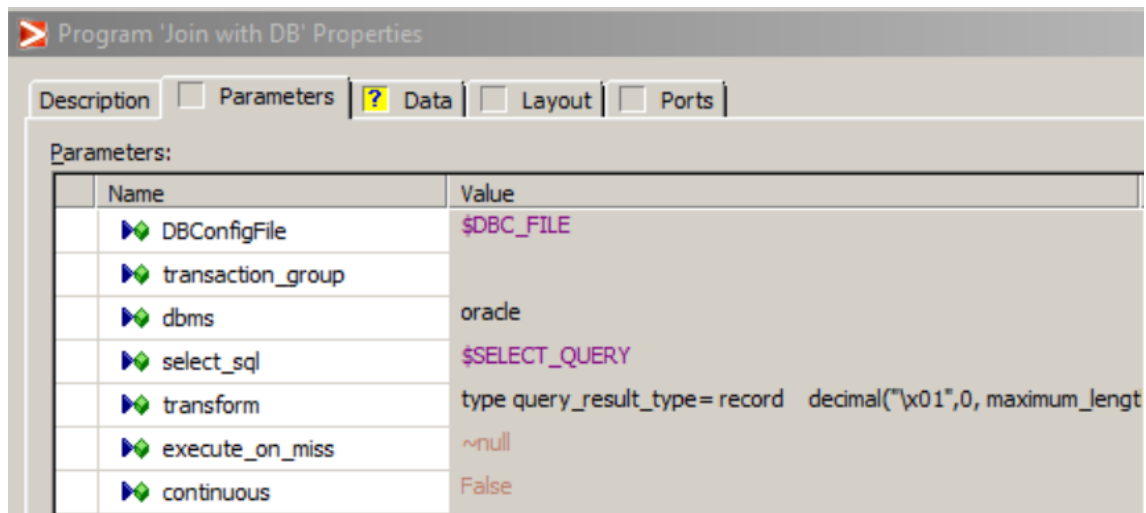 Program 'Join with DB' Properties
Description Parameters ? Data Layout Ports
Parameters:
Name Value
DBConfigFile $DBC_FILE
transaction_group
dbms oracle
select_sql $SELECT_QUERY
transform type query_result_type= record decimal("\x01",0, maximum_lengt
execute_on_miss ~null
continuous False